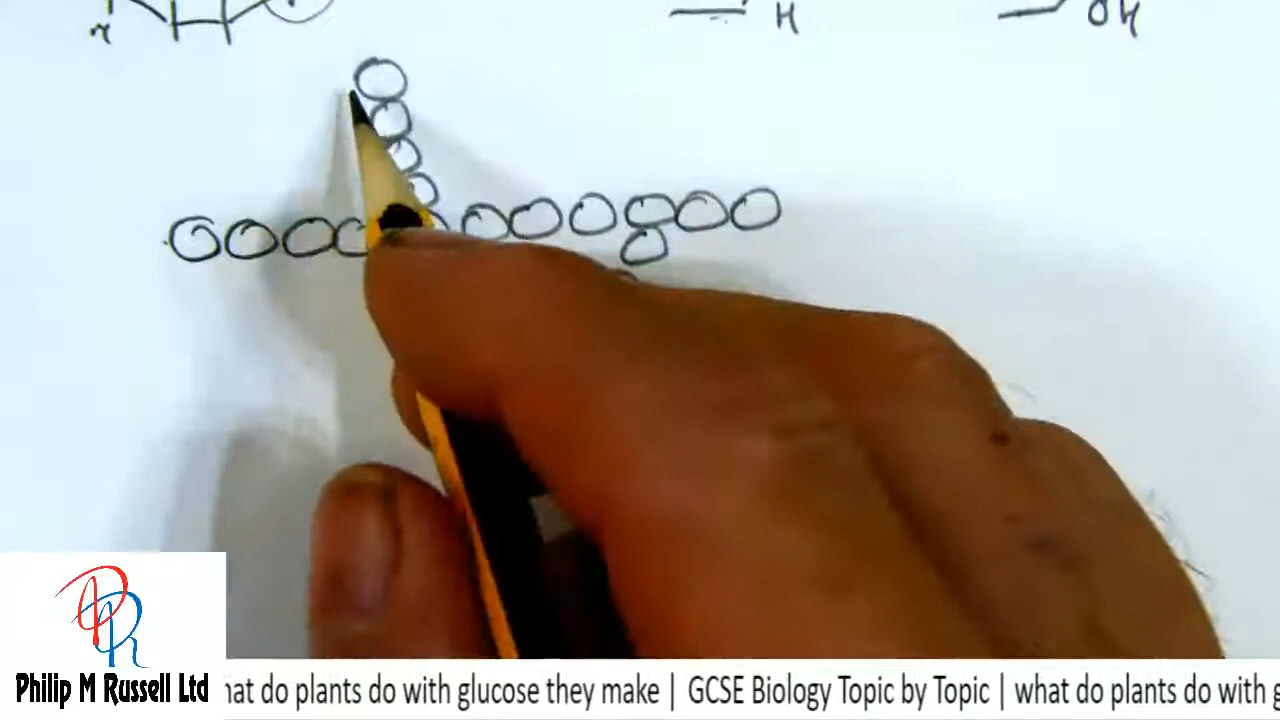 H
OH
Philip M Russell Ltd
hat do plants do with glucose they make | GCSE Biology Topic by Topic | what do plants do with g